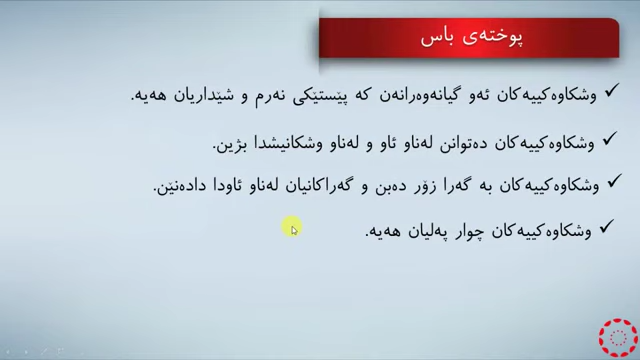 پوختەی باس
وشکاوەکییەکان ئەو گیانەوەرانەن کە پێستێکی نەرم و شێداریان هەیە.
وشکاوەکییەکان دەتوانن لەناو ئاو و لەناو وشکانیشدا بژین.
وشکاوەکییەکان بە گەرا زۆر دەبن و گەراکانیان لەناو ئاودا دادەنێن.
وشکاوەکییەکان چوار پەلیان هەیە.